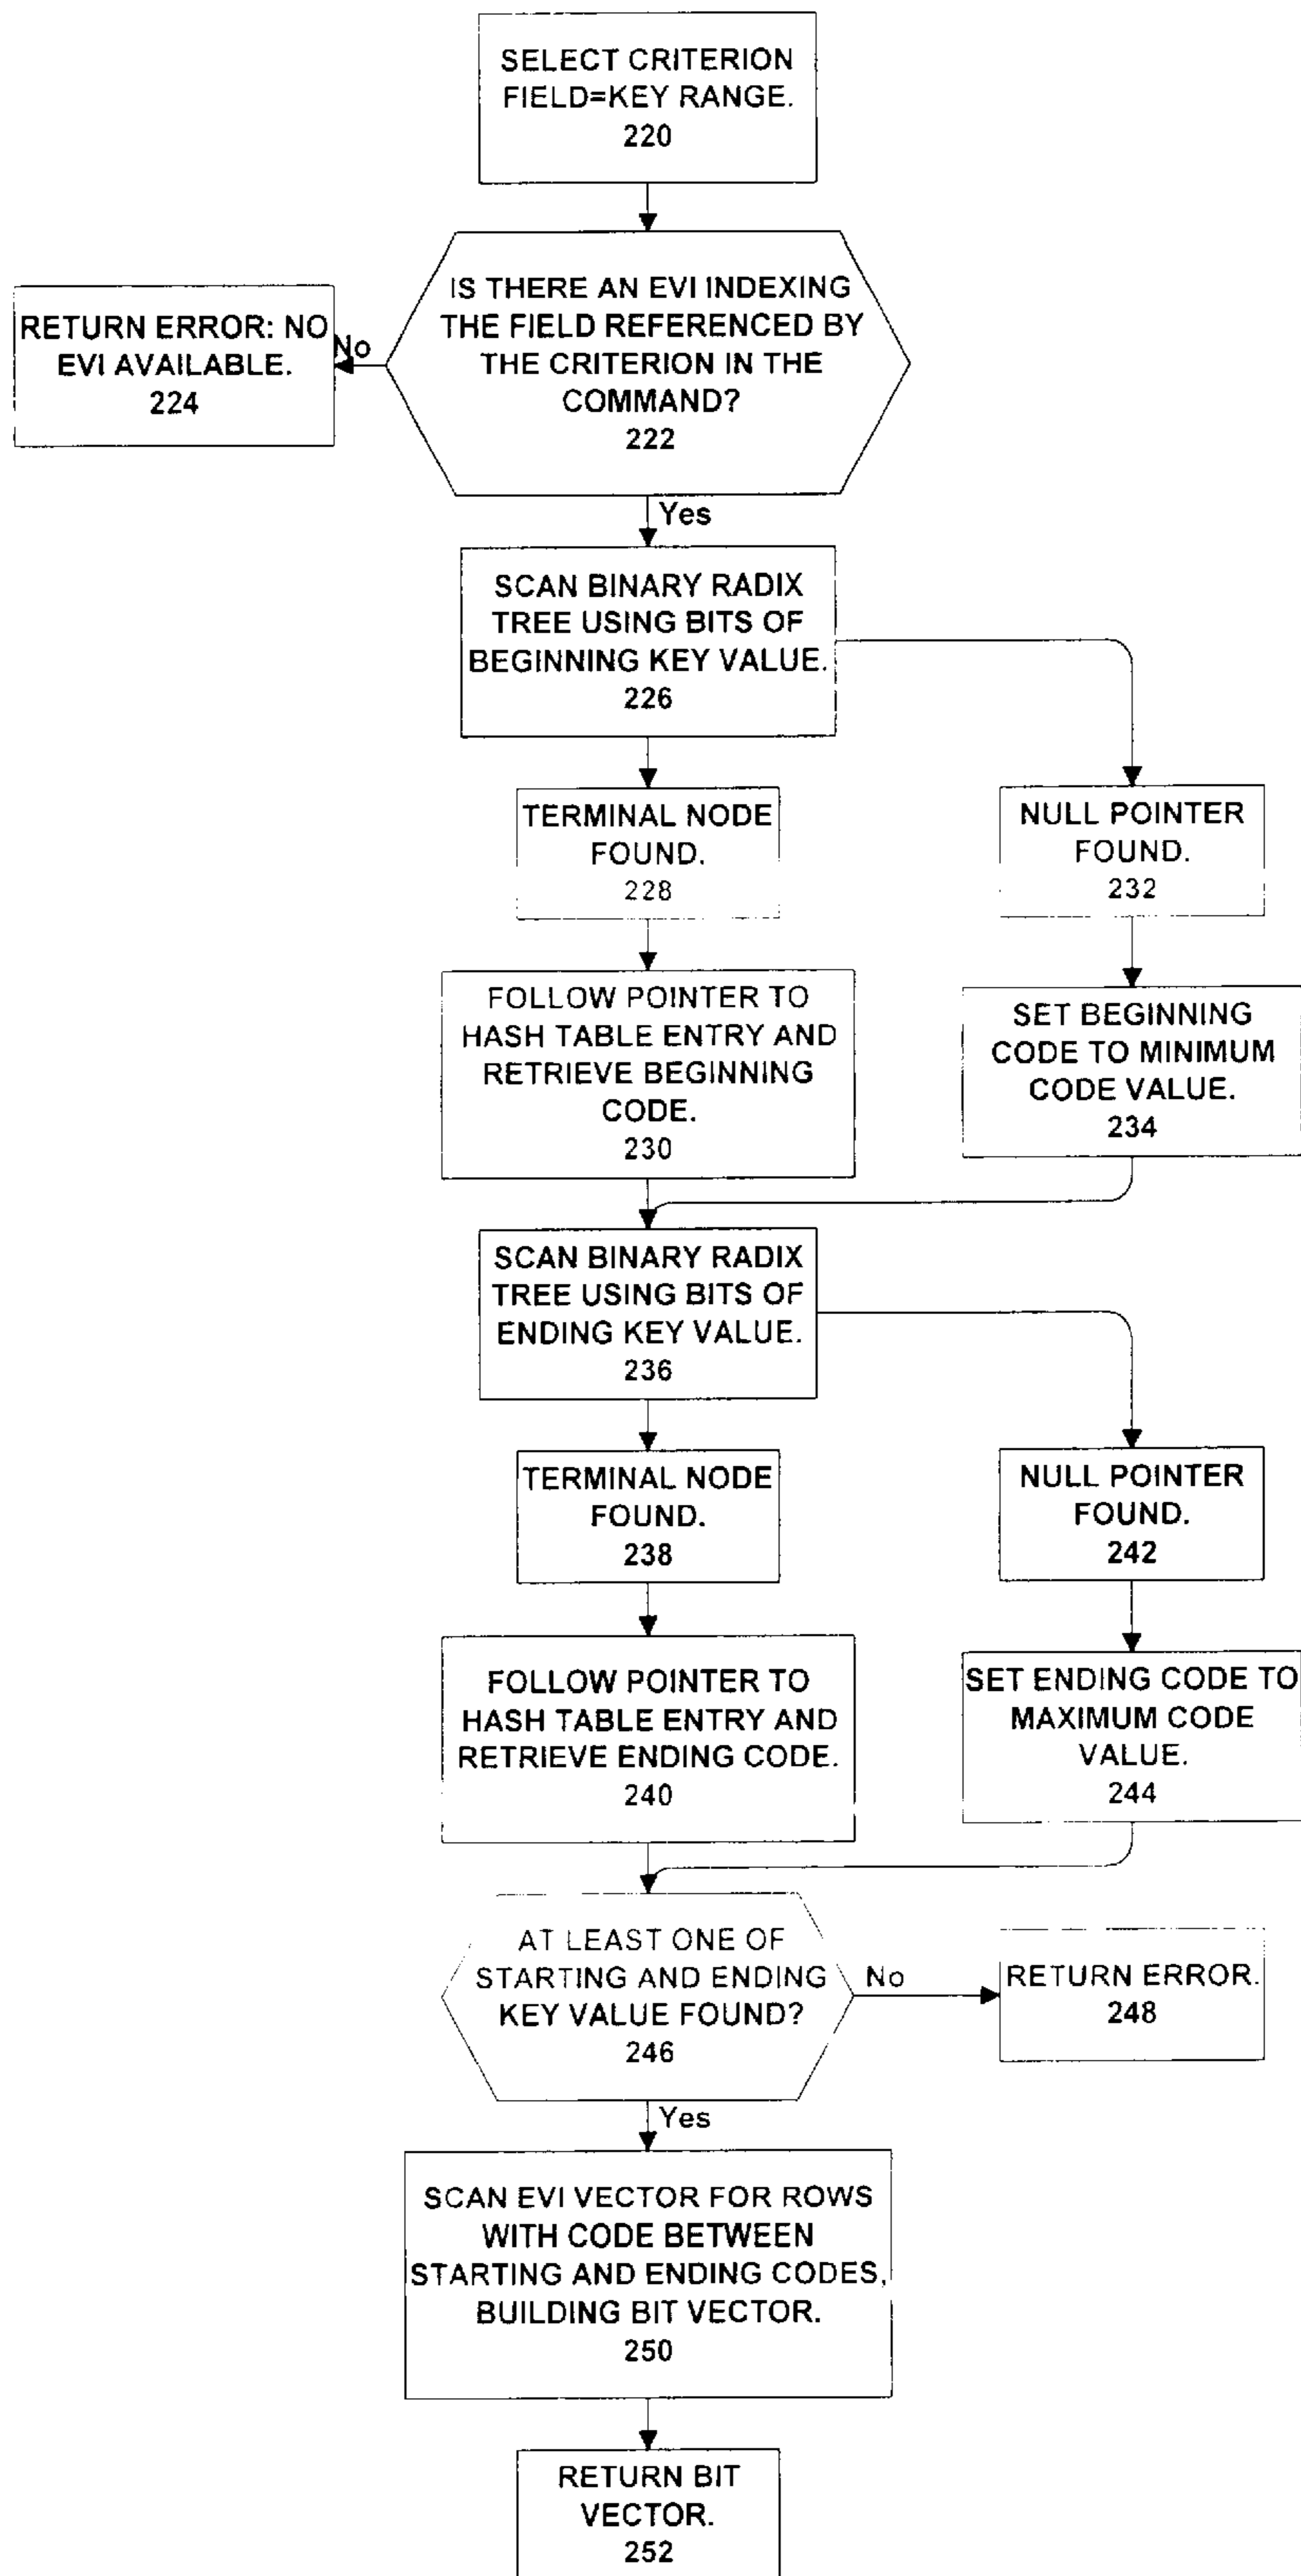 SELECT CRITERION
FIELD=KEY RANGE.
220
IS THERE AN EVI INDEXING
THE FIELD REFERENCED BY
THE CRITERION IN THE
COMMAND?
222
No
RETURN ERROR: NO
EVI AVAILABLE.
224
Yes
SCAN BINARY RADIX
TREE USING BITS OF
BEGINNING KEY VALUE.
226
TERMINAL NODE
FOUND.
228
NULL POINTER
FOUND.
232
FOLLOW POINTER TO
HASH TABLE ENTRY AND
RETRIEVE BEGINNING
CODE.
230
SET BEGINNING
CODE TO MINIMUM
CODE VALUE.
234
SCAN BINARY RADIX
TREE USING BITS OF
ENDING KEY VALUE.
236
TERMINAL NODE
FOUND.
238
NULL POINTER
FOUND.
242
FOLLOW POINTER TO
HASH TABLE ENTRY AND
RETRIEVE ENDING CODE.
240
SET ENDING CODE TO
MAXIMUM CODE
VALUE.
244
AT LEAST ONE OF
STARTING AND ENDING
KEY VALUE FOUND?
246
No
RETURN ERROR.
248
Yes
SCAN EVI VECTOR FOR ROWS
WITH CODE BETWEEN
STARTING AND ENDING CODES,
BUILDING BIT VECTOR.
250
RETURN BIT
VECTOR.
252